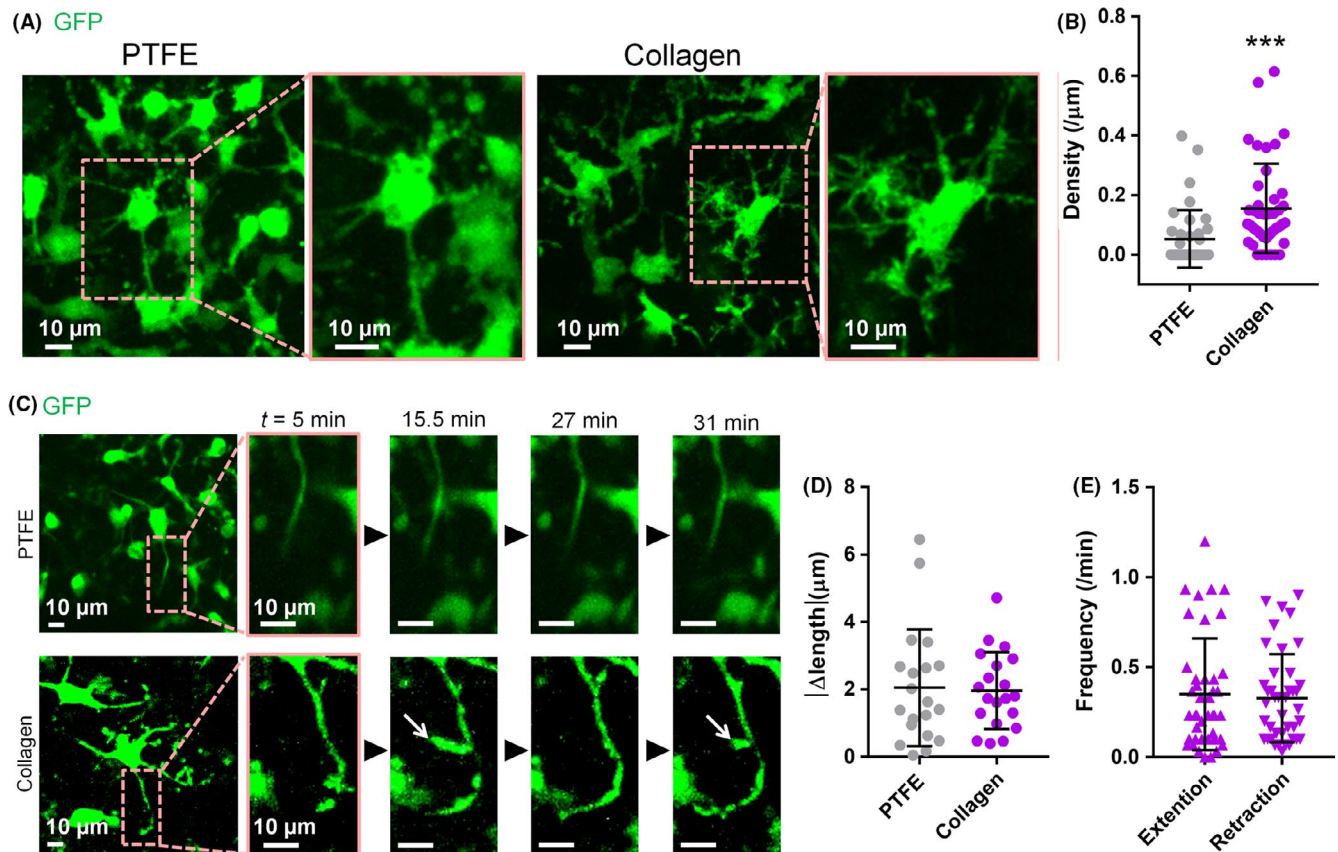 (A) GFP
PTFE
Collagen
10 µm
10 µm
10 µm
10 µm
(B)
0.8
0.6
0.4
0.2
0.0
Density (/µm)
***
PTFE
Collagen
(C) GFP
t = 5 min
15.5 min
27 min
31 min
PTFE
10 µm
10 µm
Collagen
10 µm
10 µm
(D)
8
6
4
2
0
|Δlength|(µm)
PTFE
Collagen
(E)
1.5
1.0
0.5
0.0
Frequency (/min)
Extention
Retraction